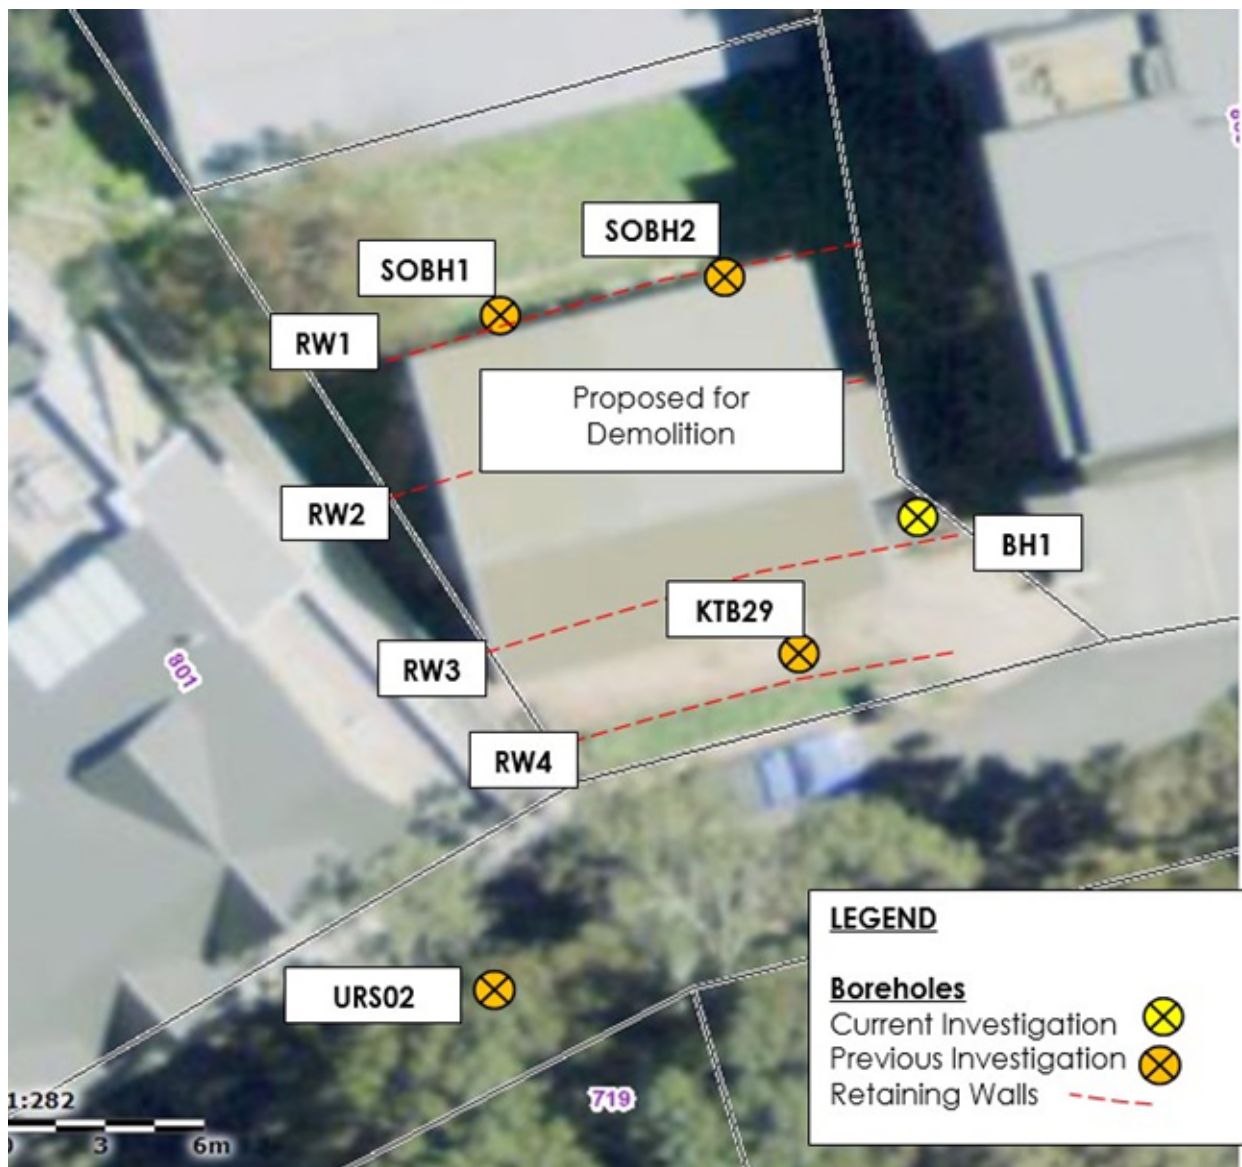 SOBH2
SOBH1
RW1
Proposed for
Demolition
RW2
BH1
KTB29
RW3
801
RW4
LEGEND
Boreholes
URS02
Current Investigation
Previous Investigation
Retaining Walls
719
1:282
3 6m